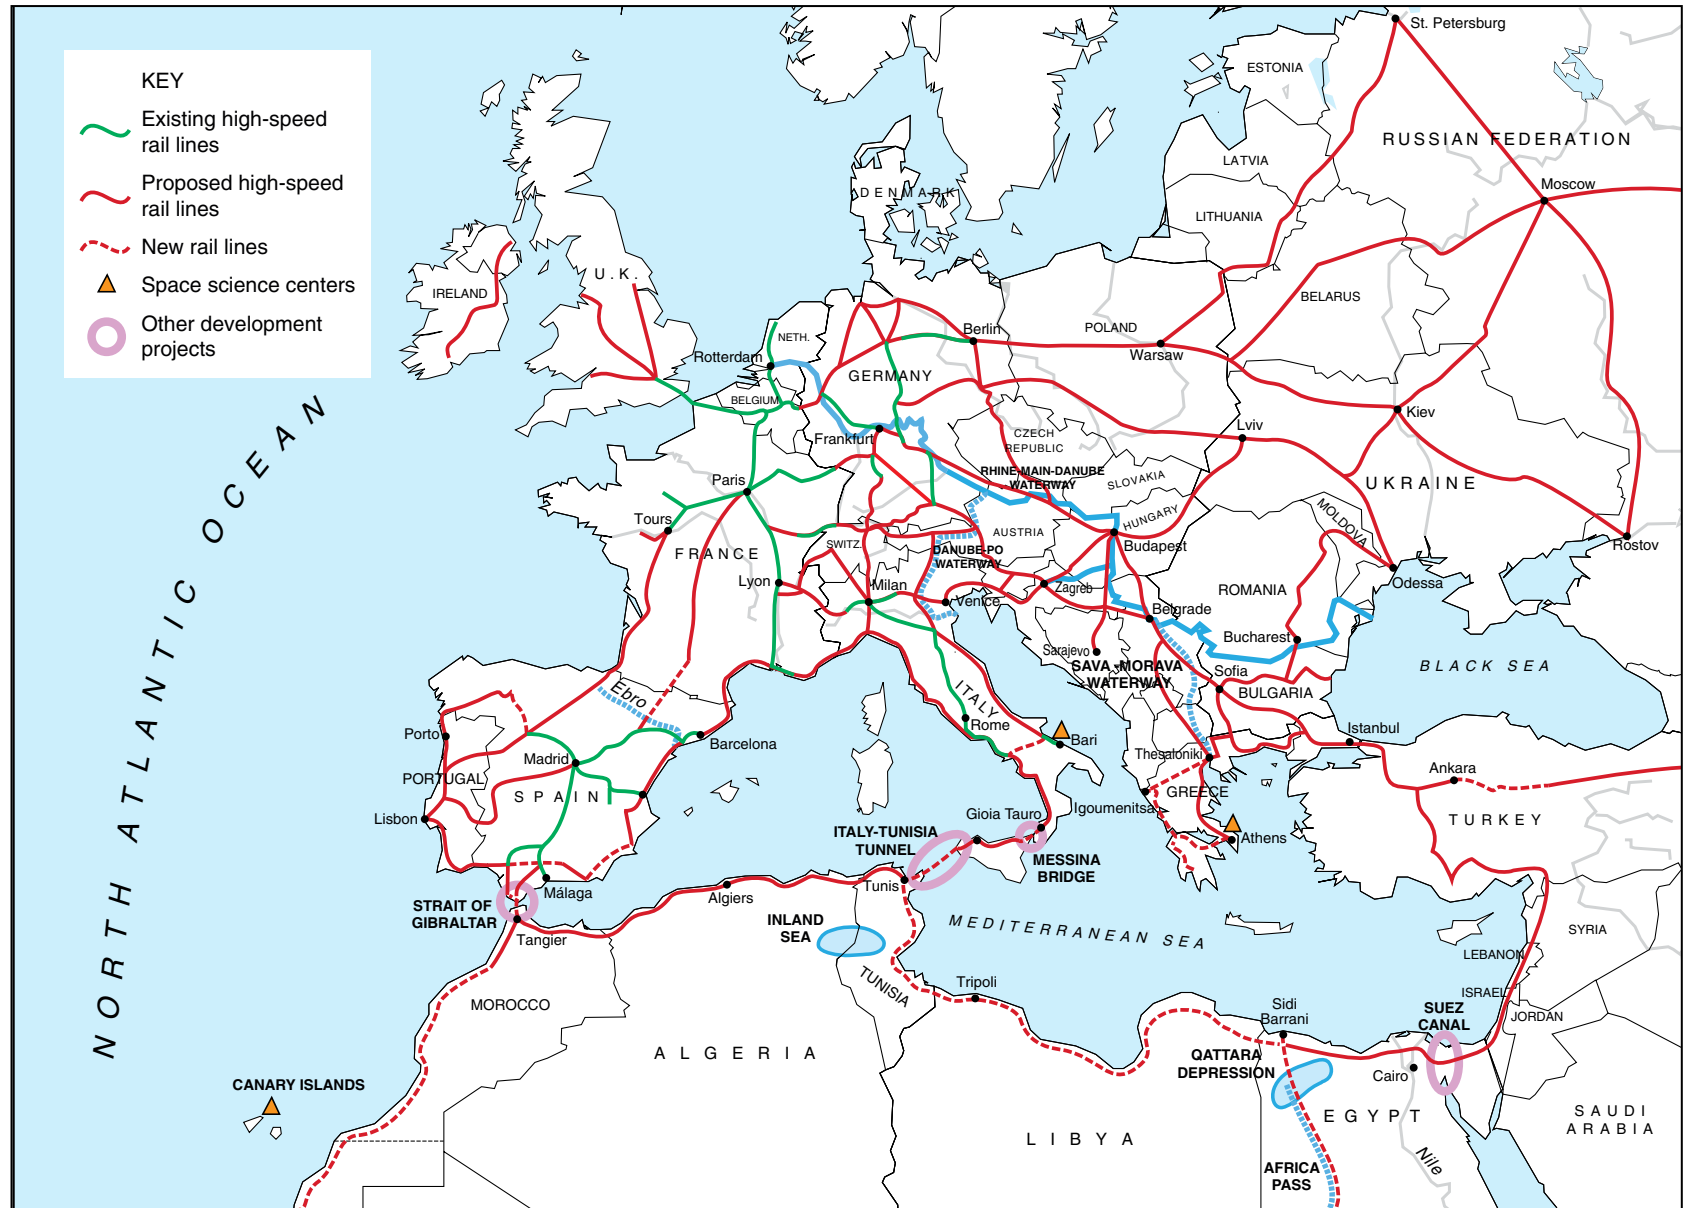 KEY
Existing high-speed
rail lines
Proposed high-speed
rail lines
New rail lines
Space science centers
Other development
projects
NORTH ATLANTIC OCEAN
St. Petersburg
ESTONIA
RUSSIAN FEDERATION
LATVIA
Moscow
DENMARK
LITHUANIA
U.K.
IRELAND
BELARUS
NETH.
Berlin
POLAND
Rotterdam
Warsaw
GERMANY
BELGIUM
Kiev
Lviv
Frankfurt
CZECH
REPUBLIC
RHINE-MAIN-DANUBE
WATERWAY
SLOVAKIA
UKRAINE
Paris
Tours
MOLDOVA
HUNGARY
AUSTRIA
SWITZ.
FRANCE
Budapest
Rostov
DANUBE-PO
WATERWAY
Lyon
Milan
Zagreb
Odessa
ROMANIA
Venice
Belgrade
Bucharest
Sarajevo
SAVA-MORAVA
WATERWAY
Sofia
BLACK SEA
BULGARIA
Ebro
ITALY
Rome
Istanbul
Porto
Barcelona
Bari
Madrid
Thessaloniki
Ankara
PORTUGAL
SPAIN
GREECE
Igoumenitsa
Gioia Tauro
Lisbon
TURKEY
ITALY-TUNISIA
TUNNEL
Athens
MESSINA
BRIDGE
Tunis
Málaga
Algiers
STRAIT OF
GIBRALTAR
INLAND
SEA
MEDITERRANEAN SEA
Tangier
SYRIA
LEBANON
TUNISIA
Tripoli
ISRAEL
MOROCCO
Sidi
Barrani
SUEZ
CANAL
JORDAN
ALGERIA
QATTARA
DEPRESSION
Cairo
CANARY ISLANDS
EGYPT
SAUDI
ARABIA
LIBYA
Nile
AFRICA
PASS